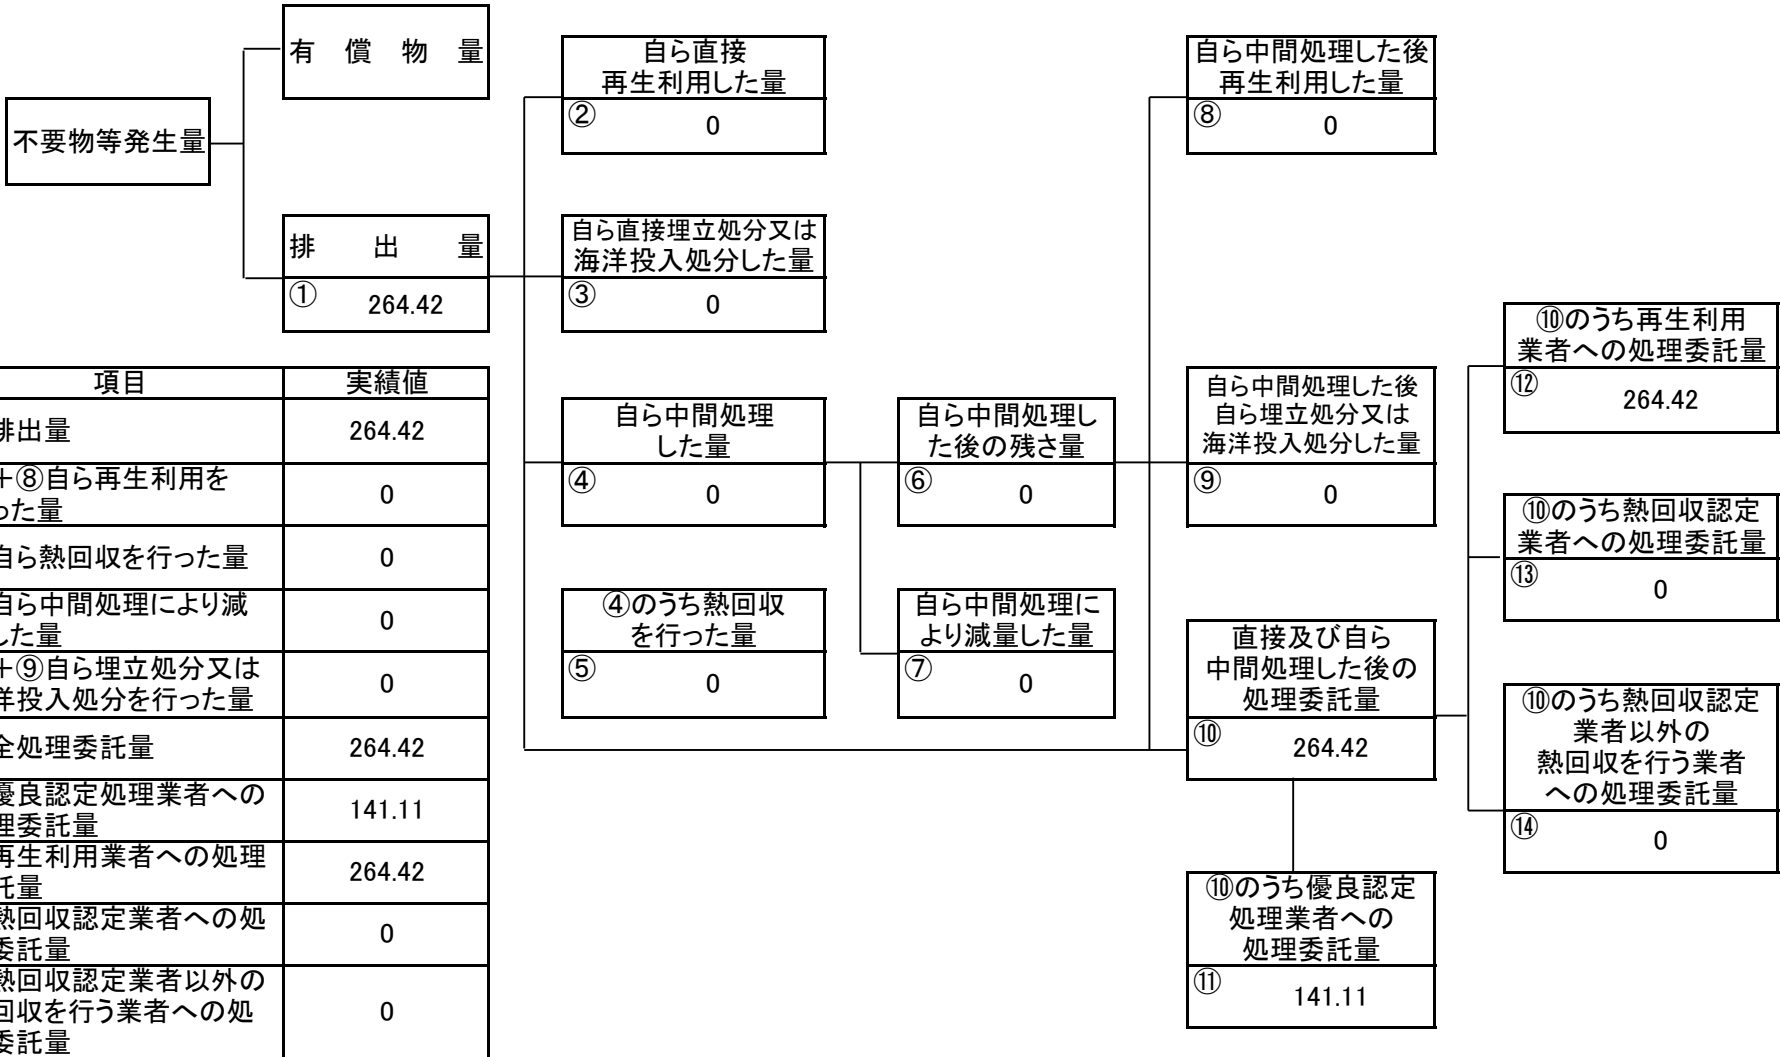 有償物量
不要物等発生量
排出量
① 264.42
自ら直接
再生利用した量
② 0
自ら直接埋立処分又は
海洋投入処分した量
③ 0
自ら中間処理
した量
④ 0
④のうち熱回収
を行った量
⑤ 0
自ら中間処理し
た後の残さ量
⑥ 0
自ら中間処理に
より減量した量
⑦ 0
自ら中間処理した後
再生利用した量
⑧ 0
自ら中間処理した後
自ら埋立処分又は
海洋投入処分した量
⑨ 0
直接及び自ら
中間処理した後の
処理委託量
⑩ 264.42
⑩のうち優良認定
処理業者への
処理委託量
⑪ 141.11
⑩のうち再生利用
業者への処理委託量
⑫ 264.42
⑩のうち熱回収認定
業者への処理委託量
⑬ 0
⑩のうち熱回収認定
業者以外の
熱回収を行う業者
への処理委託量
⑭ 0
項目 実績値
排出量 264.42
+⑧自ら再生利用を
った量 0
自ら熱回収を行った量 0
自ら中間処理により減
した量 0
+⑨自ら埋立処分又は
洋投入処分を行った量 0
全処理委託量 264.42
優良認定処理業者への
理委託量 141.11
再生利用業者への処理
託量 264.42
熱回収認定業者への処
委託量 0
熱回収認定業者以外の
回収を行う業者への処
委託量 0